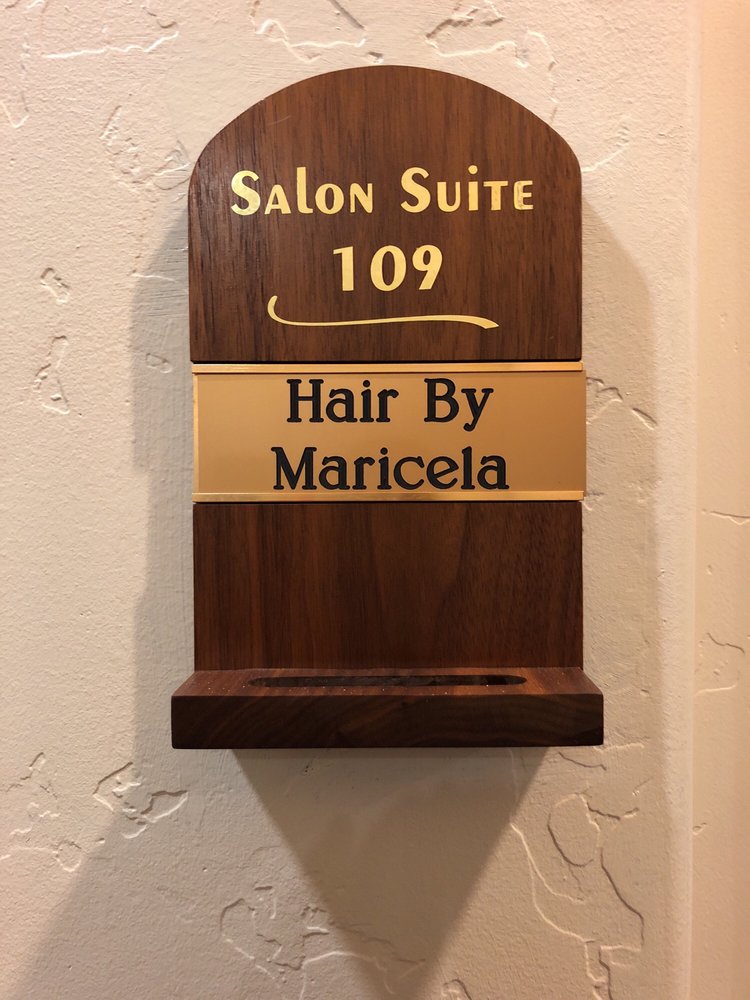 Salon Suite
109
Hair By
Maricela